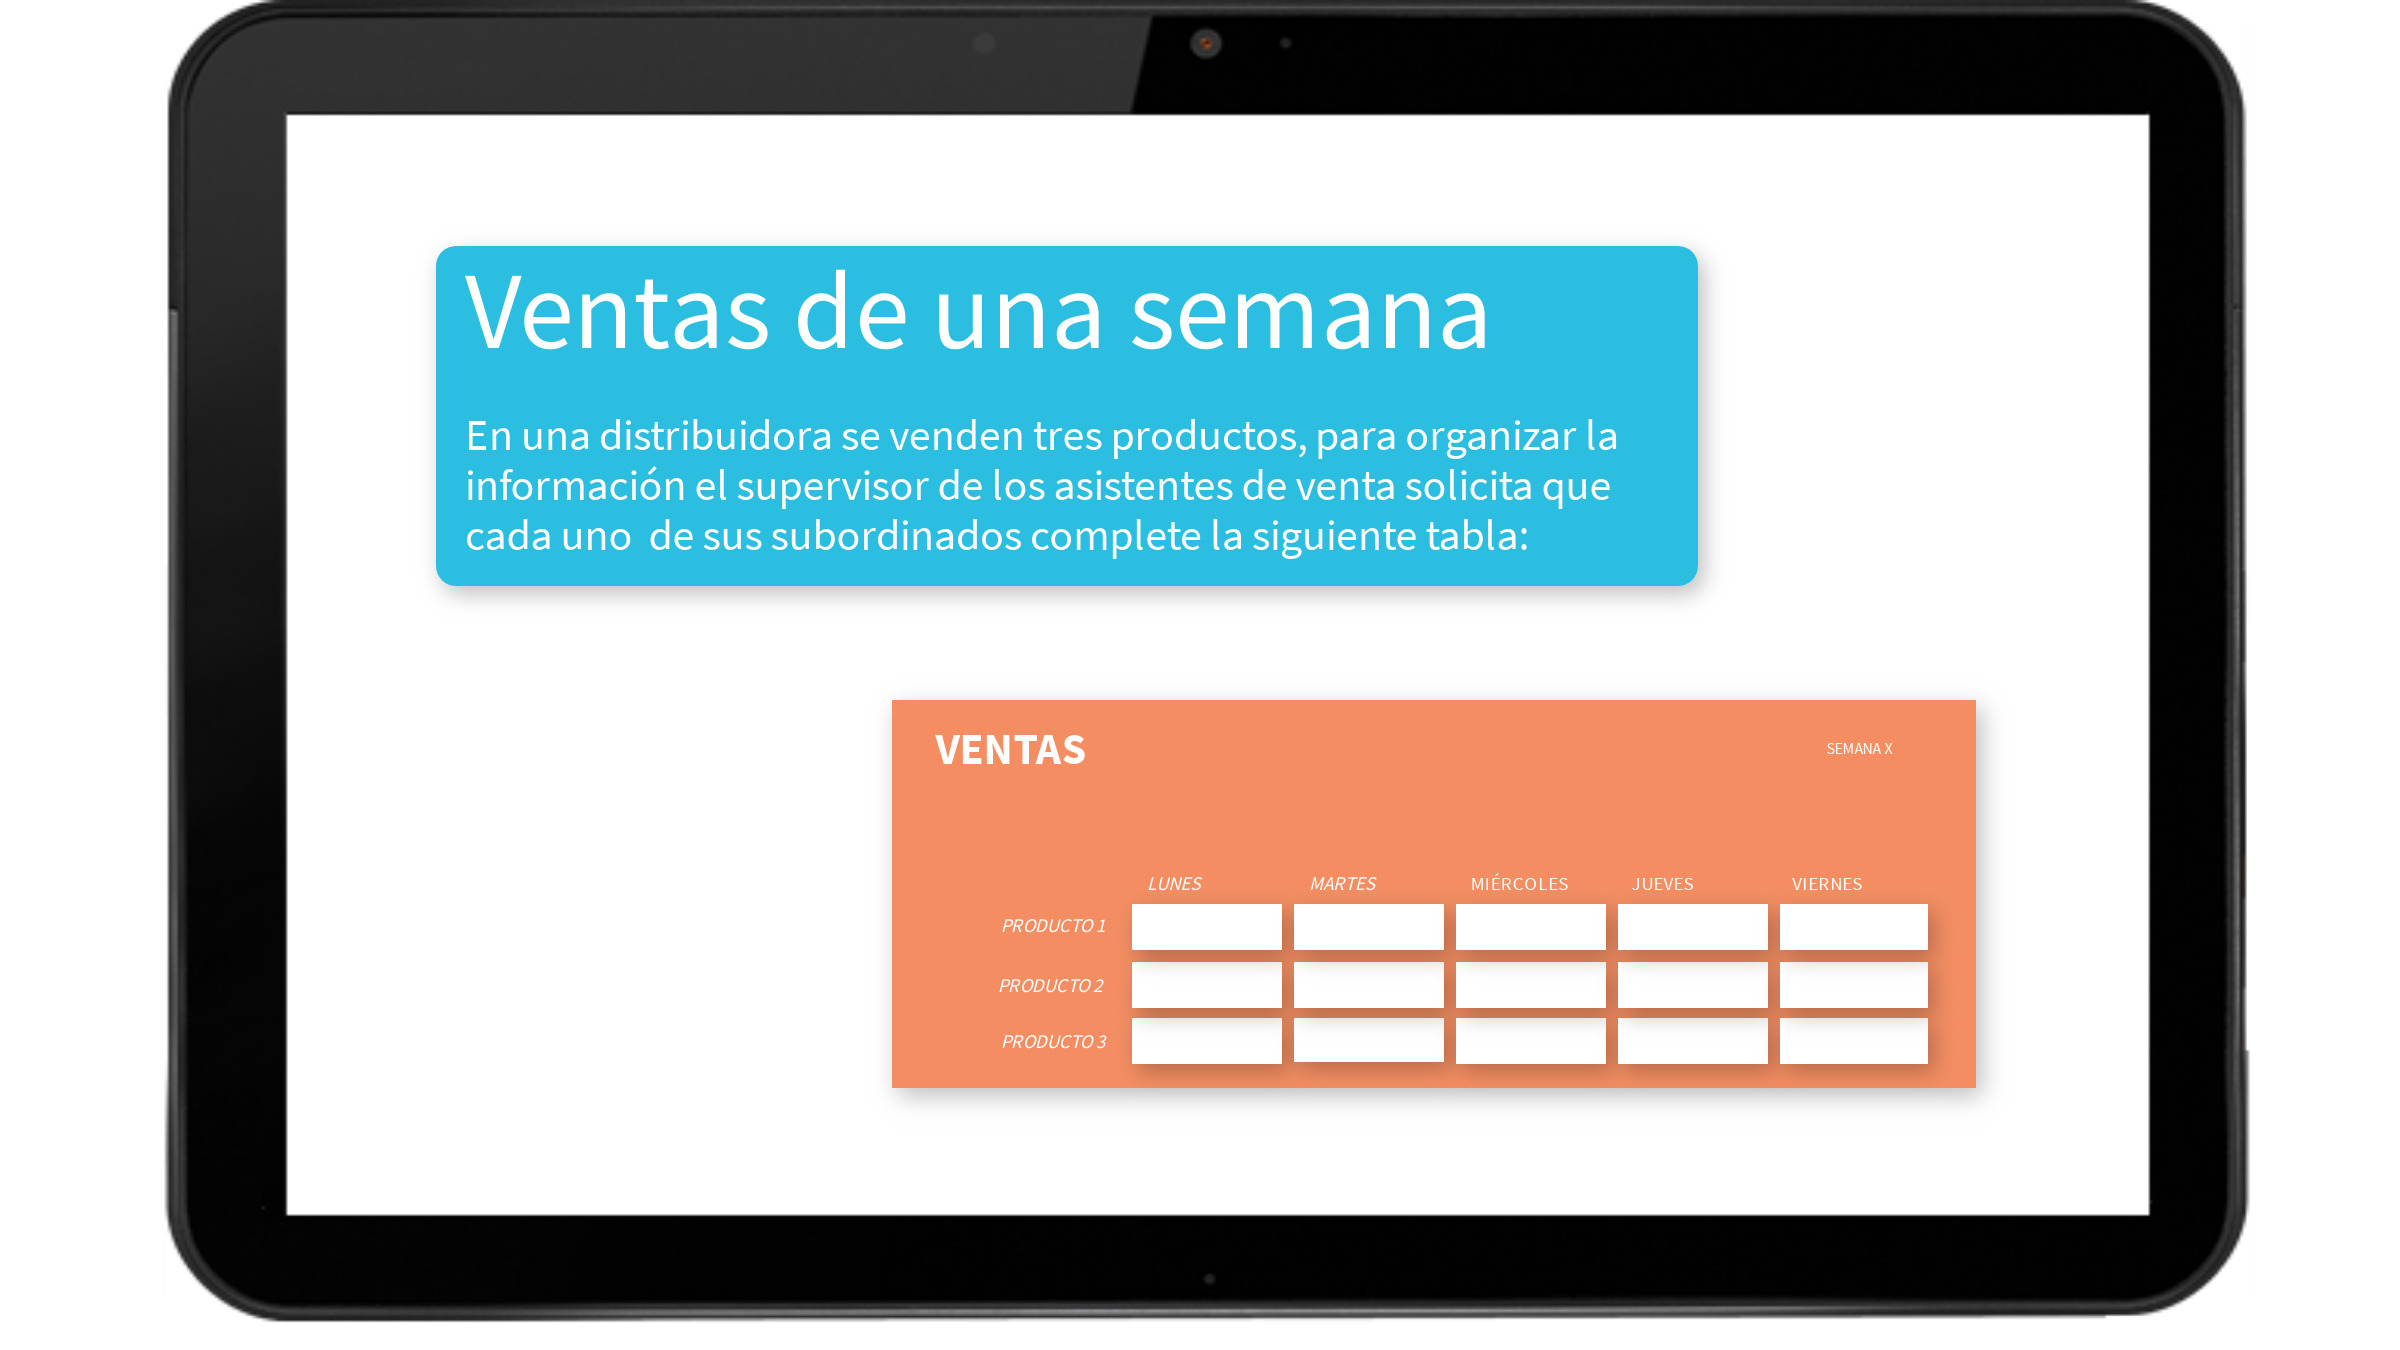 Ventas de una semana
En una distribuidora se venden tres productos, para organizar la
información el supervisor de los asistentes de venta solicita que
cada uno  de sus subordinados complete la siguiente tabla:
VENTAS
SEMANA X
LUNES MARTES MIÉRCOLES JUEVES VIERNES
PRODUCTO 1
PRODUCTO 2
PRODUCTO 3